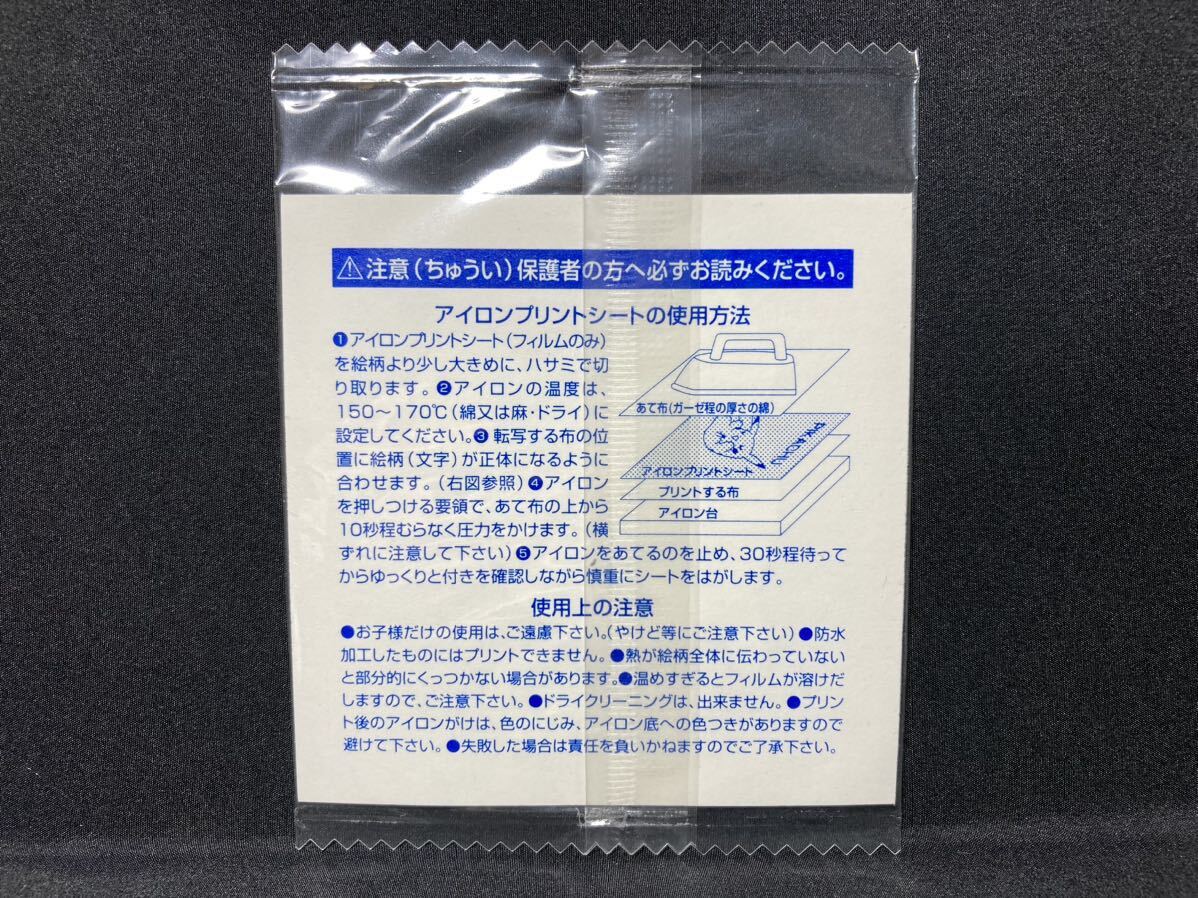 ⚠注意(ちゅうい)保護者の方へ必ずお読みください。
アイロンプリントシートの使用方法
❶アイロンプリントシート(フィルムのみ)
を絵柄より少し大きめに、ハサミで切
り取ります。❷アイロンの温度は、
150〜170℃(綿又は麻・ドライ)に
設定してください。❸転写する布の位
置に絵柄(文字)が正体になるように
合わせます。(右図参照)❹アイロン
を押しつける要領で、あて布の上から
10秒程むらなく圧力をかけます。(横
ずれに注意して下さい)❺アイロンをあてるのを止め、30秒程待って
からゆっくりと付きを確認しながら慎重にシートをはがします。
あて布(ガーゼ程の厚さの綿)
PIKACHU
アイロンプリントシート
プリントする布
アイロン台
使用上の注意
●お子様だけの使用は、ご遠慮下さい。(やけど等にご注意下さい)●防水
加工したものにはプリントできません。●熱が絵柄全体に伝わっていない
と部分的にくっつかない場合があります。●温めすぎるとフィルムが溶けだ
しますので、ご注意下さい。●ドライクリーニングは、出来ません。●プリン
ト後のアイロンがけは、色のにじみ、アイロン底への色つきがありますので
避けて下さい。●失敗した場合は責任を負いかねますのでご了承下さい。